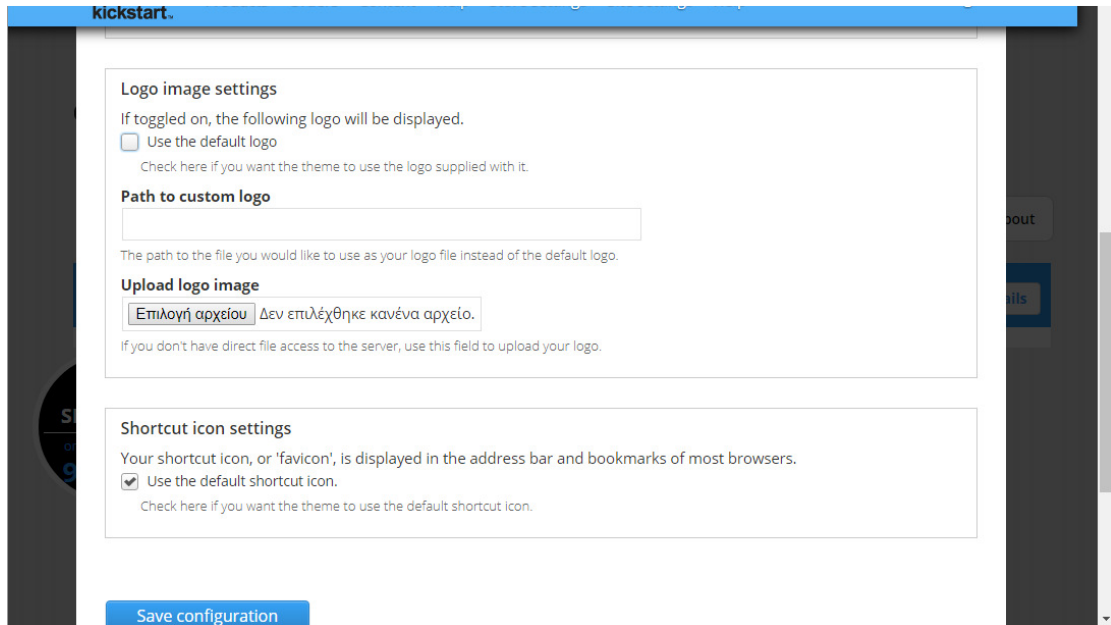 kickstart™
Logo image settings
If toggled on, the following logo will be displayed.
Use the default logo
Check here if you want the theme to use the logo supplied with it.
Path to custom logo
bout
The path to the file you would like to use as your logo file instead of the default logo.
Upload logo image
ails
Επιλογή αρχείου Δεν επιλέχθηκε κανένα αρχείο.
If you don't have direct file access to the server, use this field to upload your logo.
Shortcut icon settings
Your shortcut icon, or 'favicon', is displayed in the address bar and bookmarks of most browsers.
Use the default shortcut icon.
Check here if you want the theme to use the default shortcut icon.
Save configuration